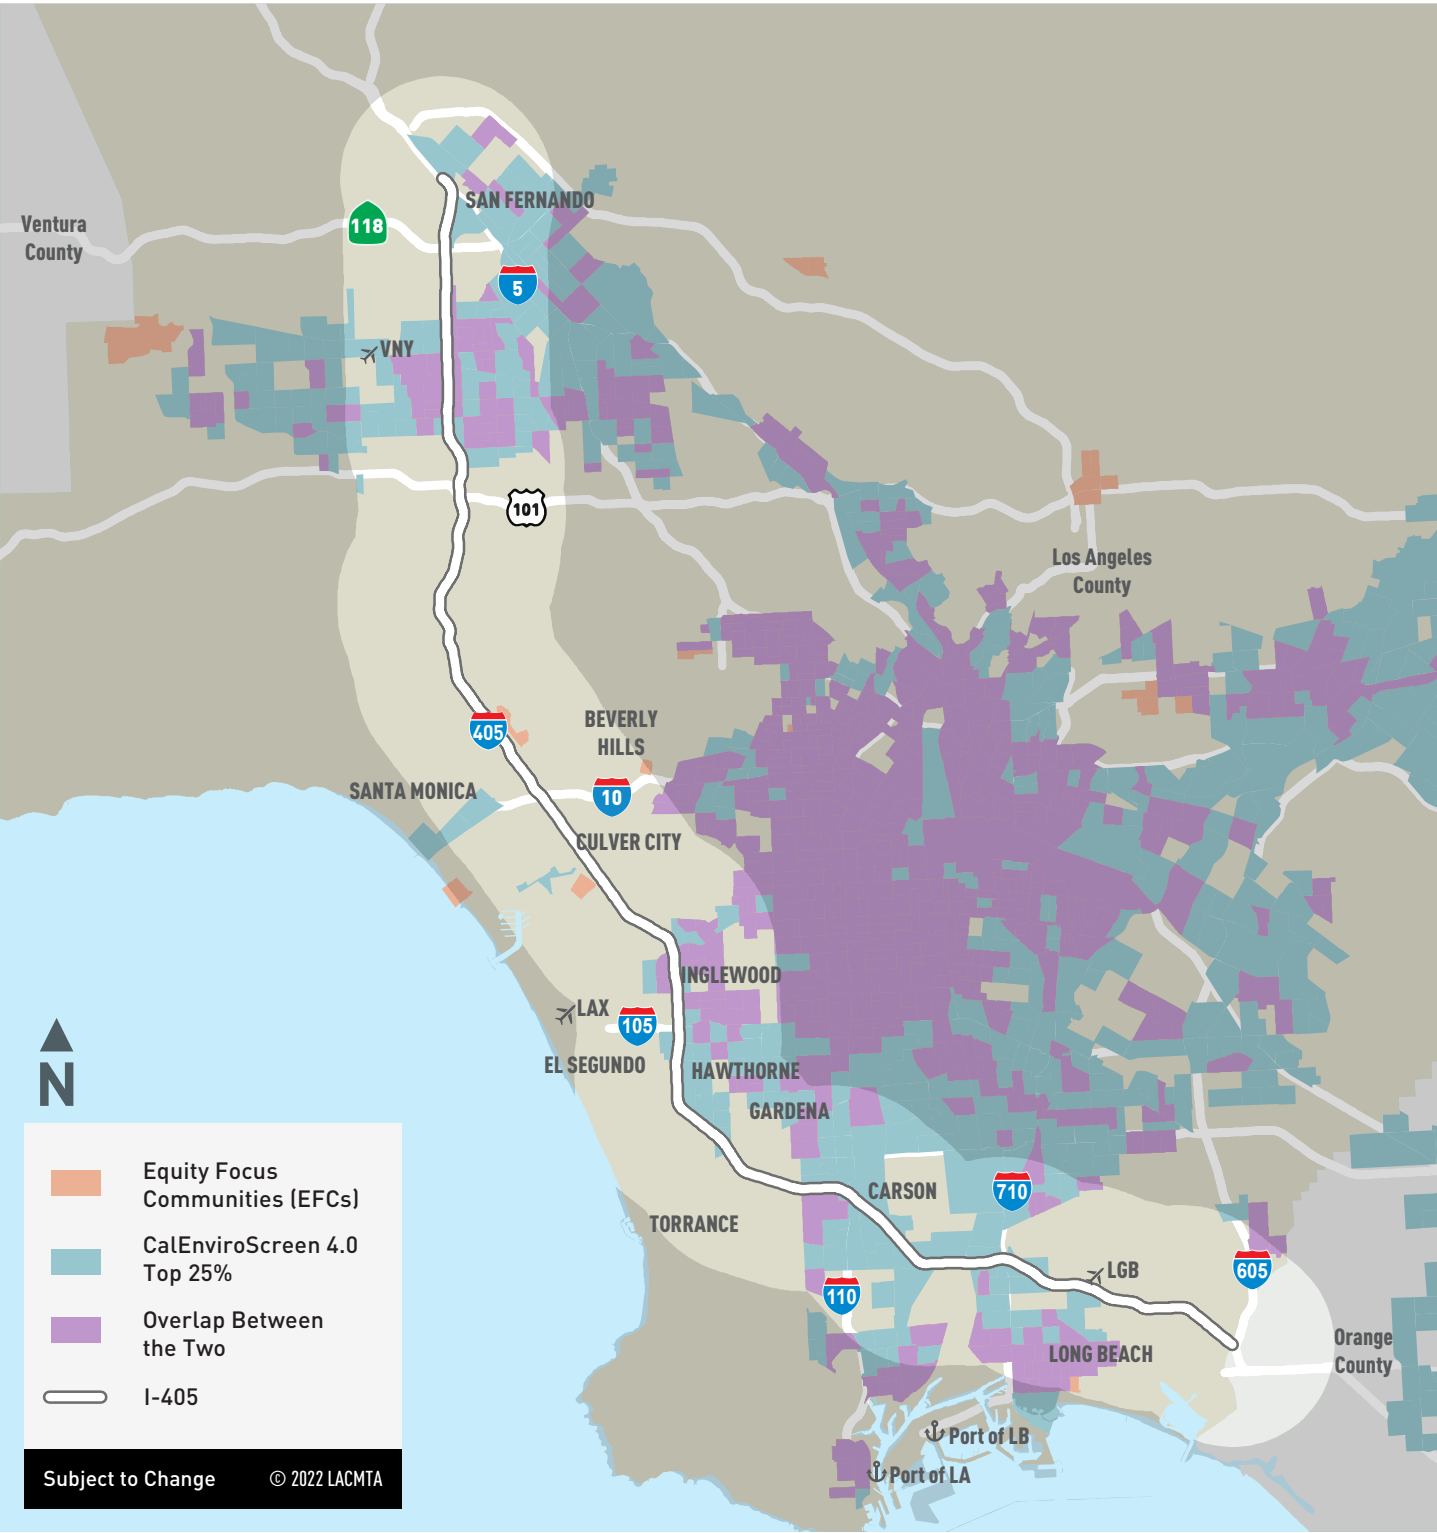 SAN FERNANDO
118
Ventura
County
5
VNY
101
Los Angeles
County
405
BEVERLY
HILLS
SANTA MONICA
10
CULVER CITY
INGLEWOOD
LAX
105
EL SEGUNDO
HAWTHORNE
GARDENA
N
CARSON
710
TORRANCE
LGB
605
110
LONG BEACH
Orange
County
Port of LB
Port of LA
Equity Focus
Communities (EFCs)
CalEnviroScreen 4.0
Top 25%
Overlap Between
the Two
I-405
Subject to Change © 2022 LACMTA